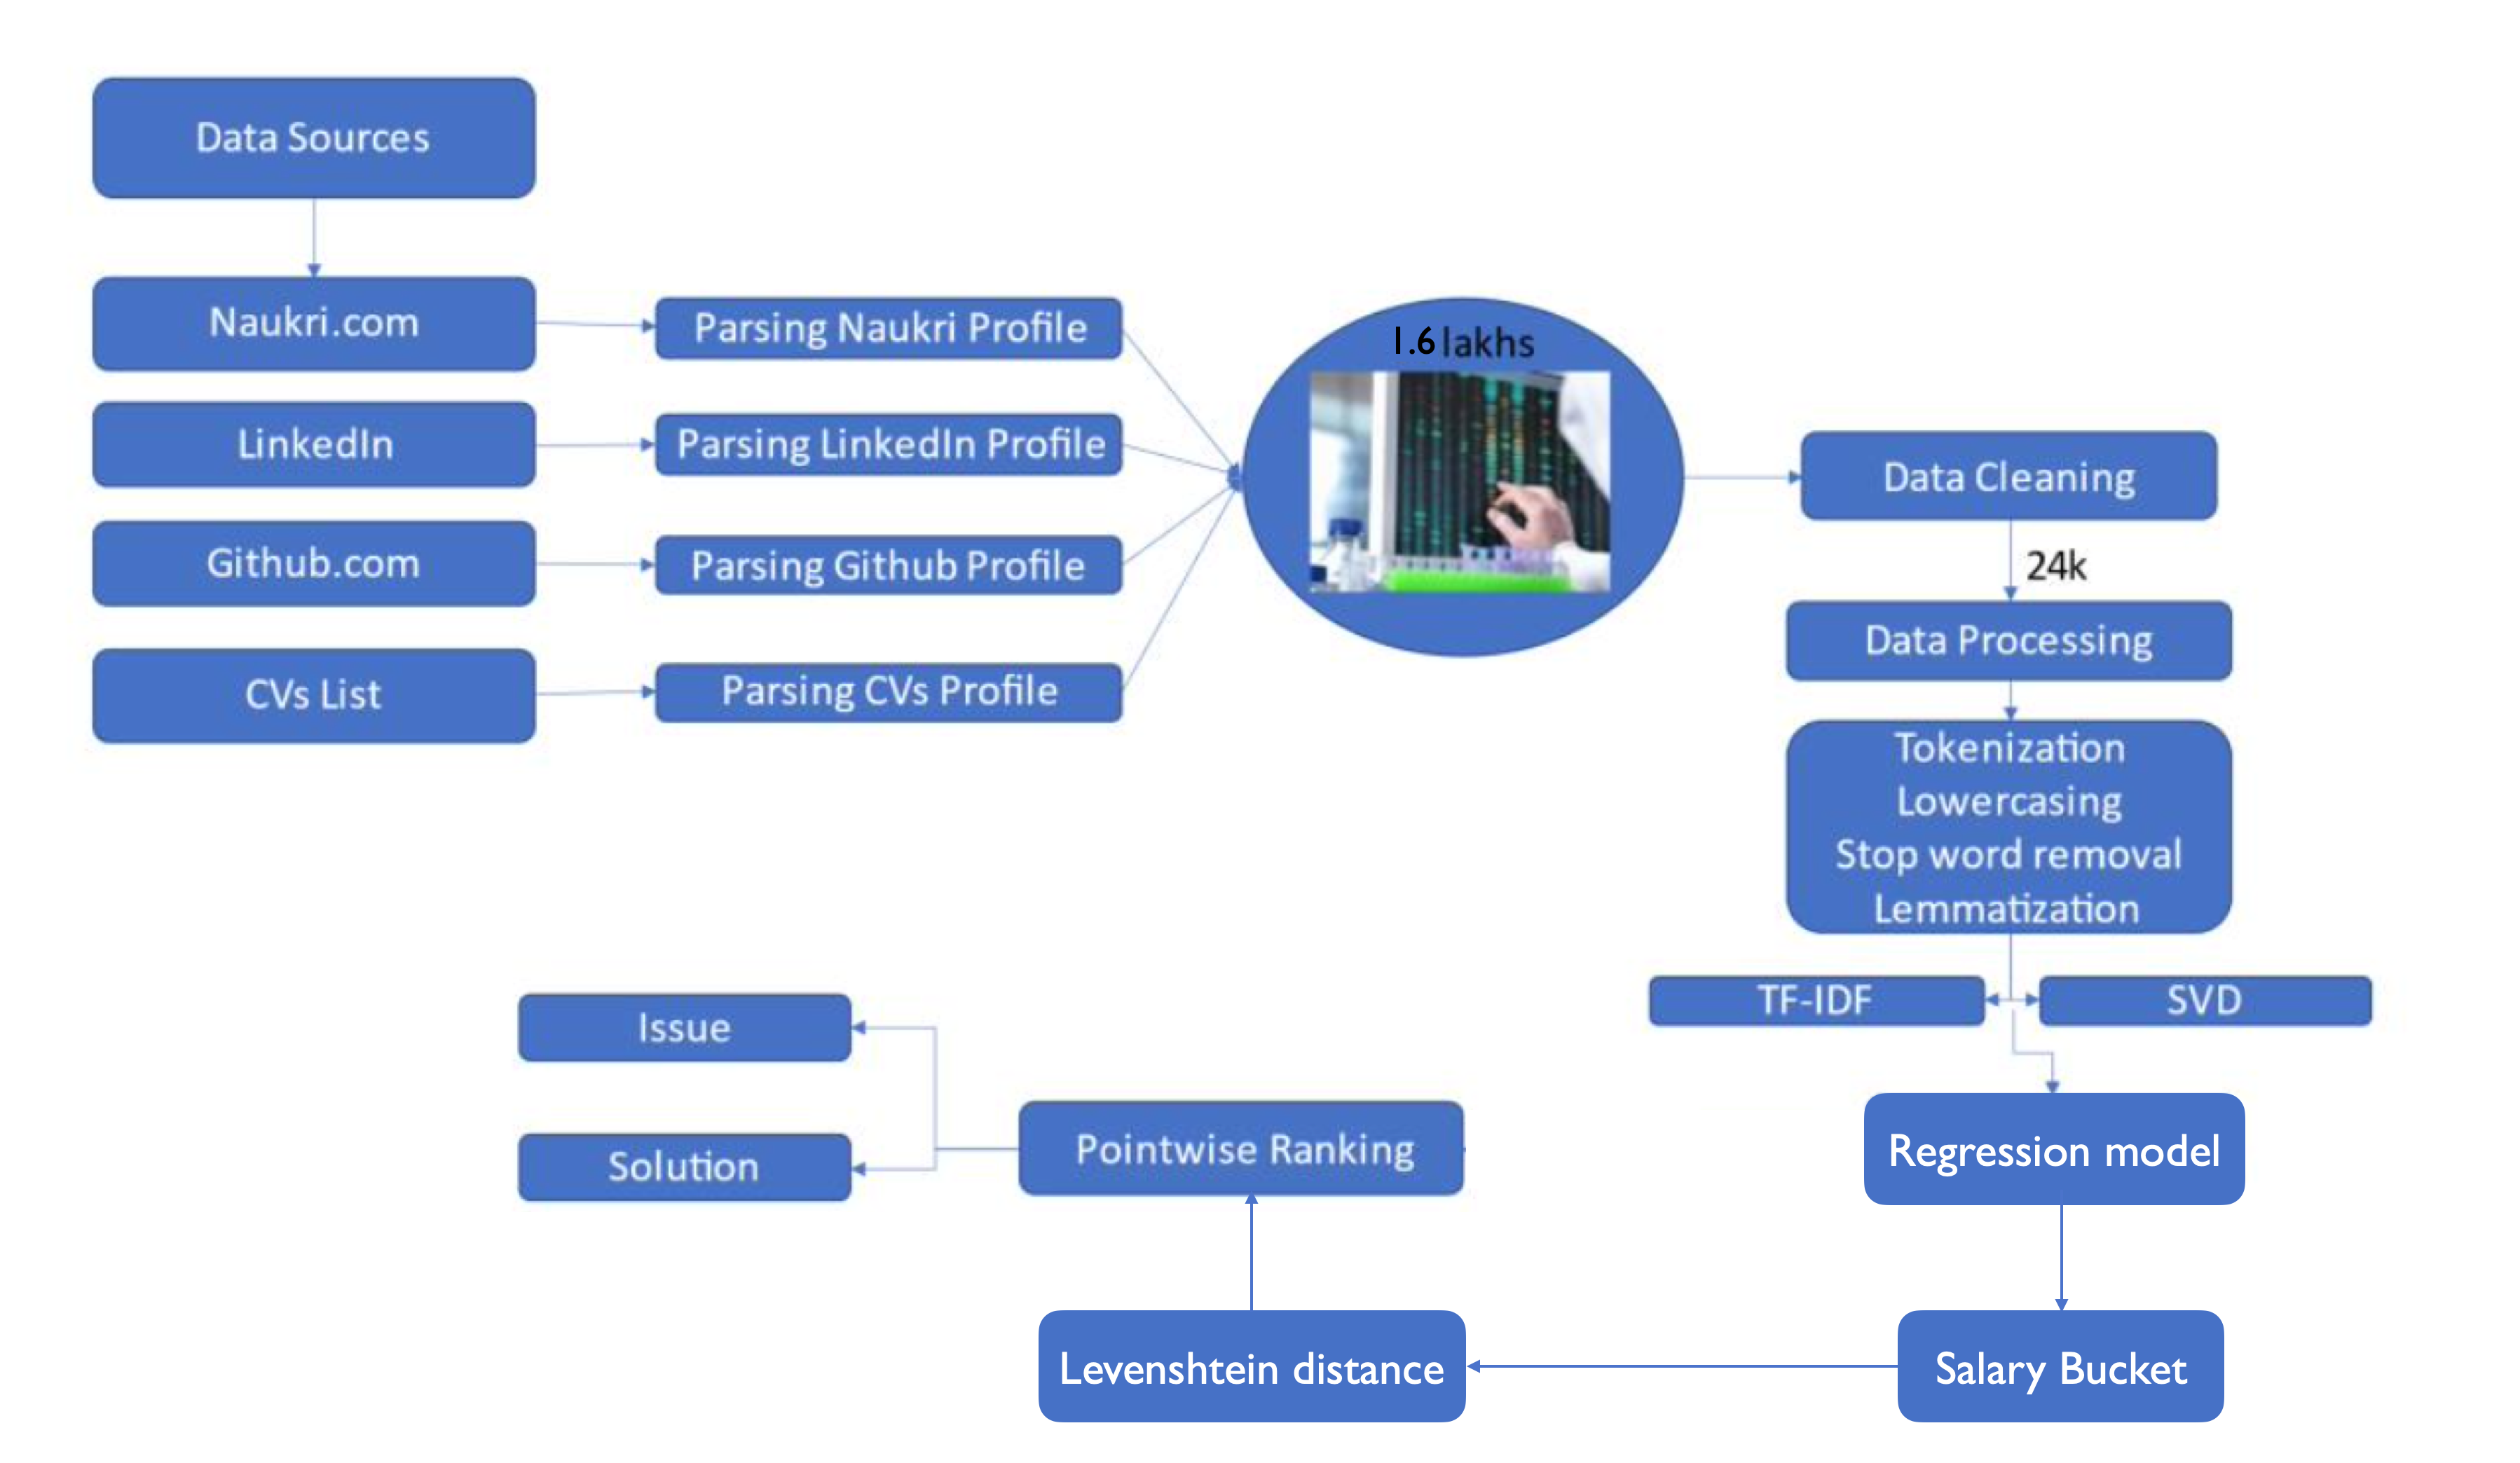 Data Sources
Naukri.com
LinkedIn
Github.com
CVs List
Parsing Naukri Profile
Parsing LinkedIn Profile
Parsing Github Profile
Parsing CVs Profile
1.6 lakhs
Data Cleaning
24k
Data Processing
Tokenization
Lowercasing
Stop word removal
Lemmatization
TF-IDF
SVD
Regression model
Salary Bucket
Levenshtein distance
Pointwise Ranking
Issue
Solution